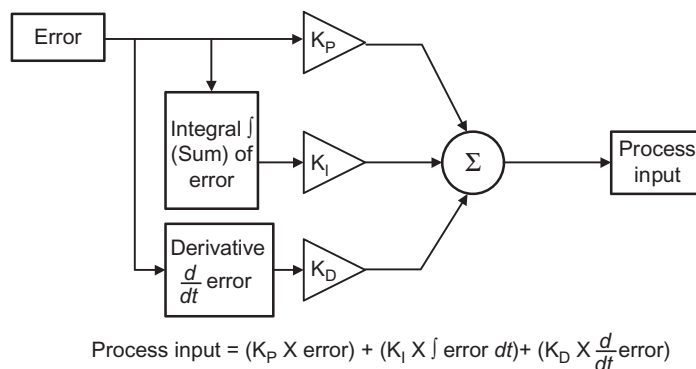 Error
K_P
Integral ∫
(Sum) of
error
K_I
Σ
Process
input
Derivative
d/dt error
K_D
Process input = (K_P X error) + (K_I X ∫ error dt)+ (K_D X d/dt error)